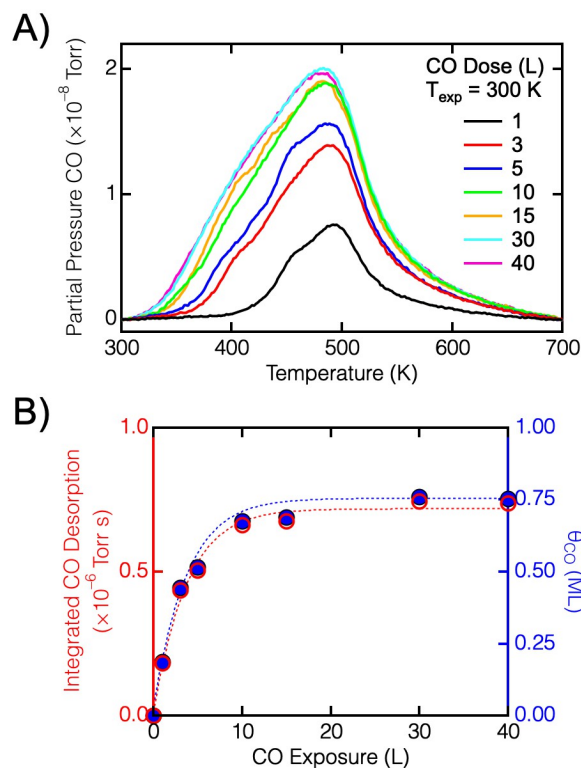 A)
Partial Pressure CO (×10⁻⁸ Torr)
2
1
0
CO Dose (L)
T_exp = 300 K
1
3
5
10
15
30
40
300 400 500 600 700
Temperature (K)
B)
Integrated CO Desorption
(×10⁻⁶ Torr s)
1.0
0.5
0.0
1.00
0.75
0.50
0.25
0.00
θ_CO (ML)
0 10 20 30 40
CO Exposure (L)